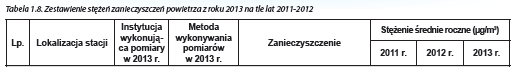 Tabela 1.8. Zestawienie stężeń zanieczyszczeń powietrza z roku 2013 na tle lat 2011-2012
Lp.
Lokalizacja stacji
Instytucja
wykonują-
ca pomiary
w 2013 r.
Metoda
wykonywania
pomiarów
w 2013 r.
Zanieczyszczenie
Stężenie średnie roczne (µg/m³)
2011 r. 2012 r. 2013 r.